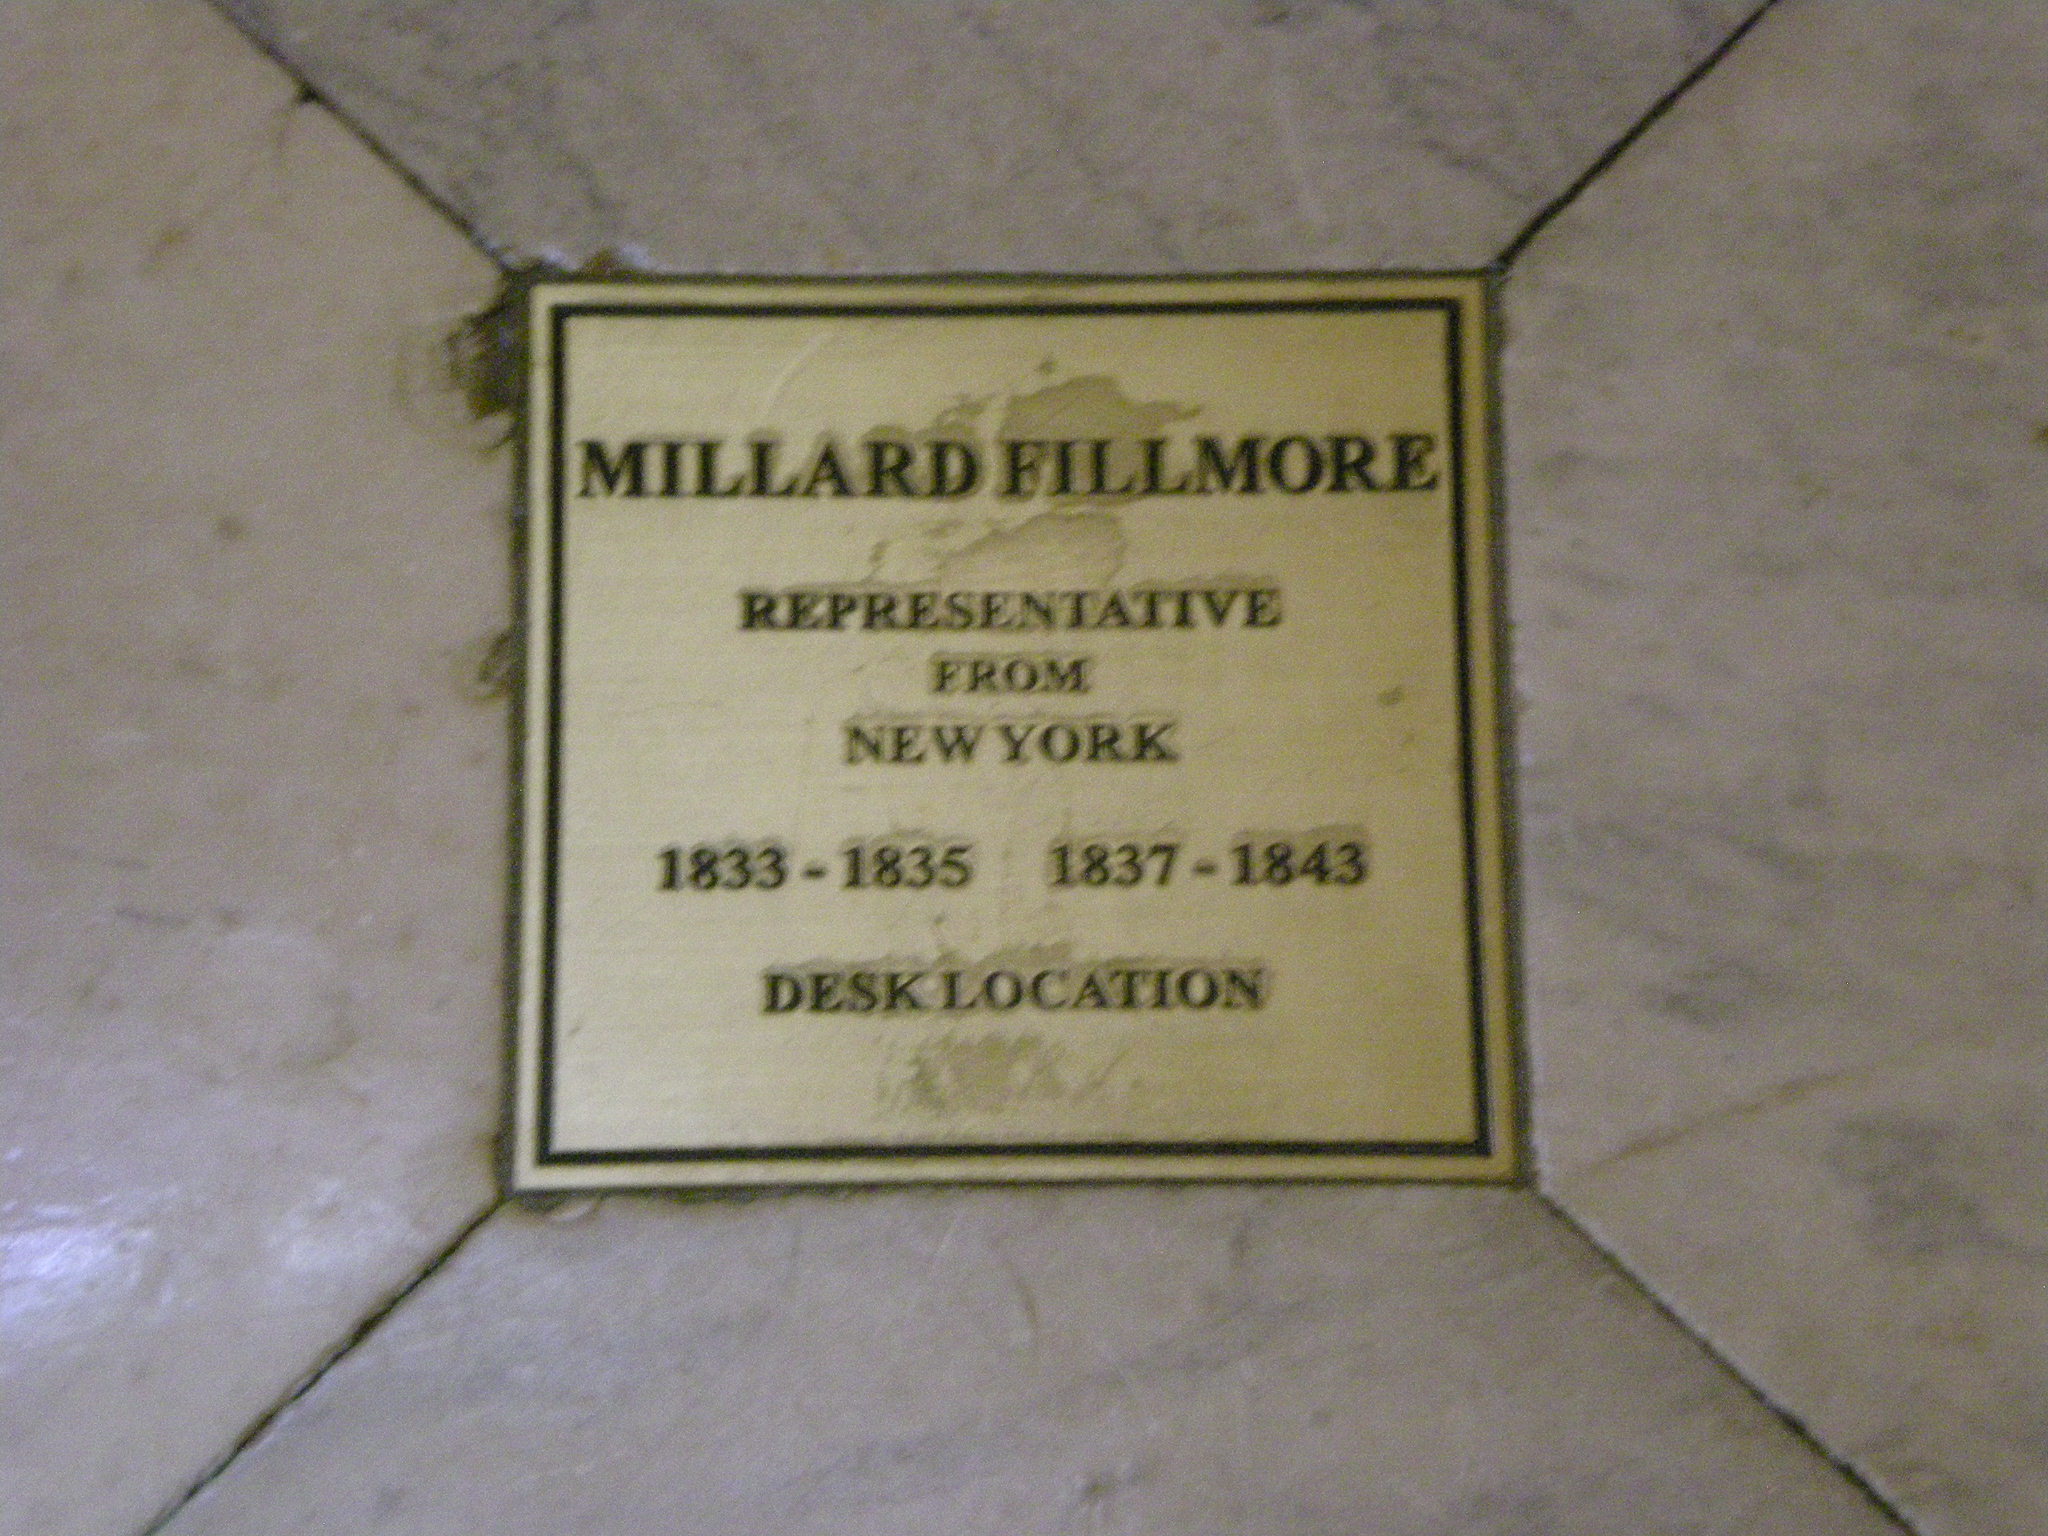 MILLARD FILLMORE
REPRESENTATIVE
FROM
NEW YORK
1833 - 1835 1837 - 1843
DESK LOCATION